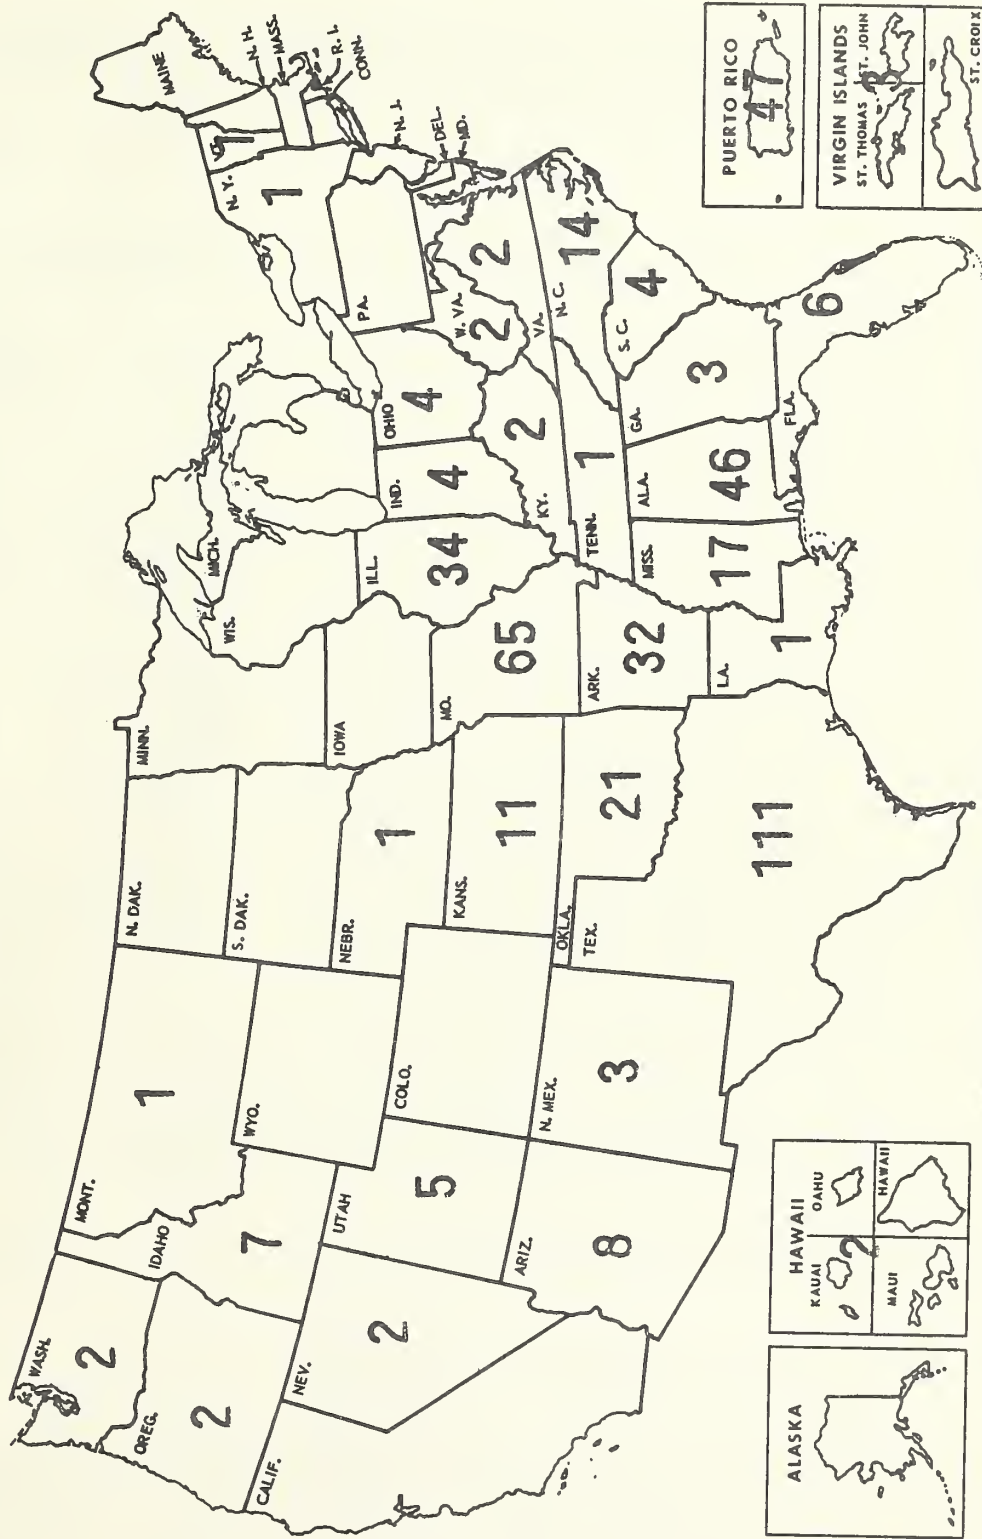 WASH.
2
OREG.
2
CALIF.
NEV.
2
IDAHO
7
MONT.
1
WYO.
UTAH
5
COLO.
ARIZ.
8
N. MEX.
3
N. DAK.
S. DAK.
NEBR.
1
KANS.
11
OKLA.
21
TEX.
111
MINN.
IOWA
MO.
65
ARK.
32
LA.
1
WIS.
MICH.
ILL.
34
IND.
4
OHIO
4
KY.
2
TENN.
1
MISS.
17
ALA.
46
GA.
3
FLA.
6
S. C.
4
N. C.
14
VA.
2
W. VA.
2
PA.
N. Y.
1
VT.
1
MAINE
N. H.
MASS.
R. I.
CONN.
N. J.
DEL.
MD.
ALASKA
HAWAII
KAUAI
OAHU
2
MAUI
HAWAII
PUERTO RICO
47
VIRGIN ISLANDS
ST. THOMAS
ST. JOHN
3
ST. CROIX